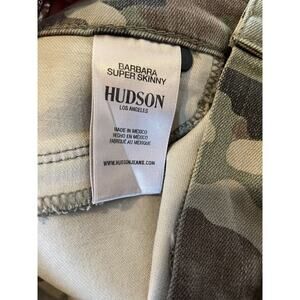 BARBARA
SUPER SKINNY
HUDSON
LOS ANGELES
MADE IN MEXICO
HECHO EN MÉXICO
FABRIQUÉ AU MEXIQUE
WWW.HUDSONJEANS.COM